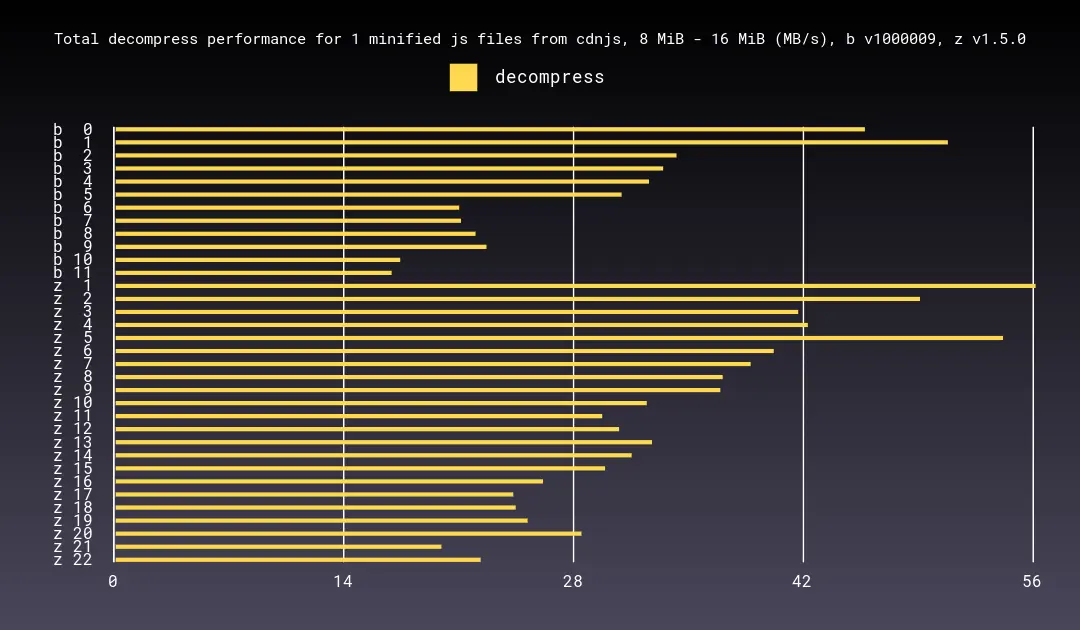 Total decompress performance for 1 minified js files from cdnjs, 8 MiB - 16 MiB (MB/s), b v1000009, z v1.5.0
decompress
b 0
b 1
b 2
b 3
b 4
b 5
b 6
b 7
b 8
b 9
b 10
b 11
z 1
z 2
z 3
z 4
z 5
z 6
z 7
z 8
z 9
z 10
z 11
z 12
z 13
z 14
z 15
z 16
z 17
z 18
z 19
z 20
z 21
z 22
0 14 28 42 56